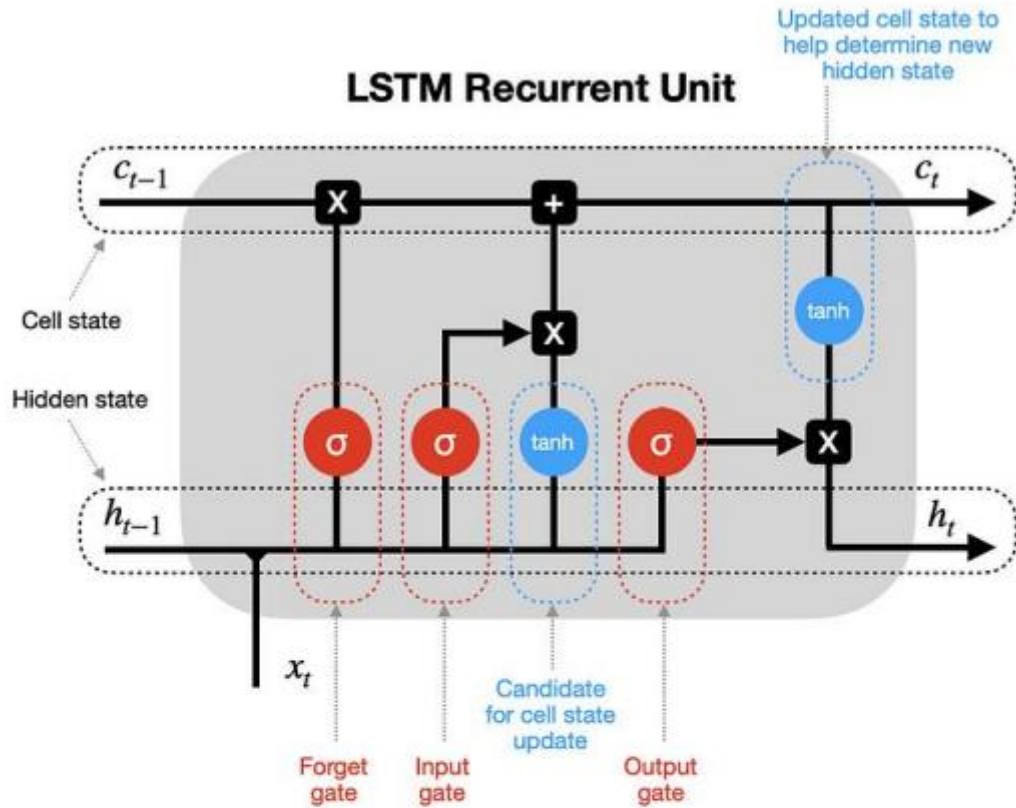 Updated cell state to
help determine new
hidden state
LSTM Recurrent Unit
c_{t-1}
c_t
X
+
Cell state
tanh
X
Hidden state
σ
σ
tanh
σ
X
h_{t-1}
h_t
x_t
Candidate
for cell state
update
Forget
gate
Input
gate
Output
gate